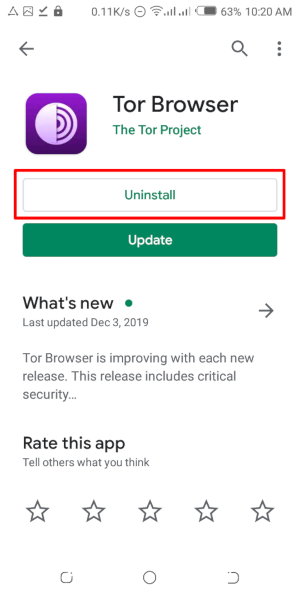 0.11K/s 63% 10:20 AM
Tor Browser
The Tor Project
Uninstall
Update
What's new
Last updated Dec 3, 2019
Tor Browser is improving with each new
release. This release includes critical
security...
Rate this app
Tell others what you think